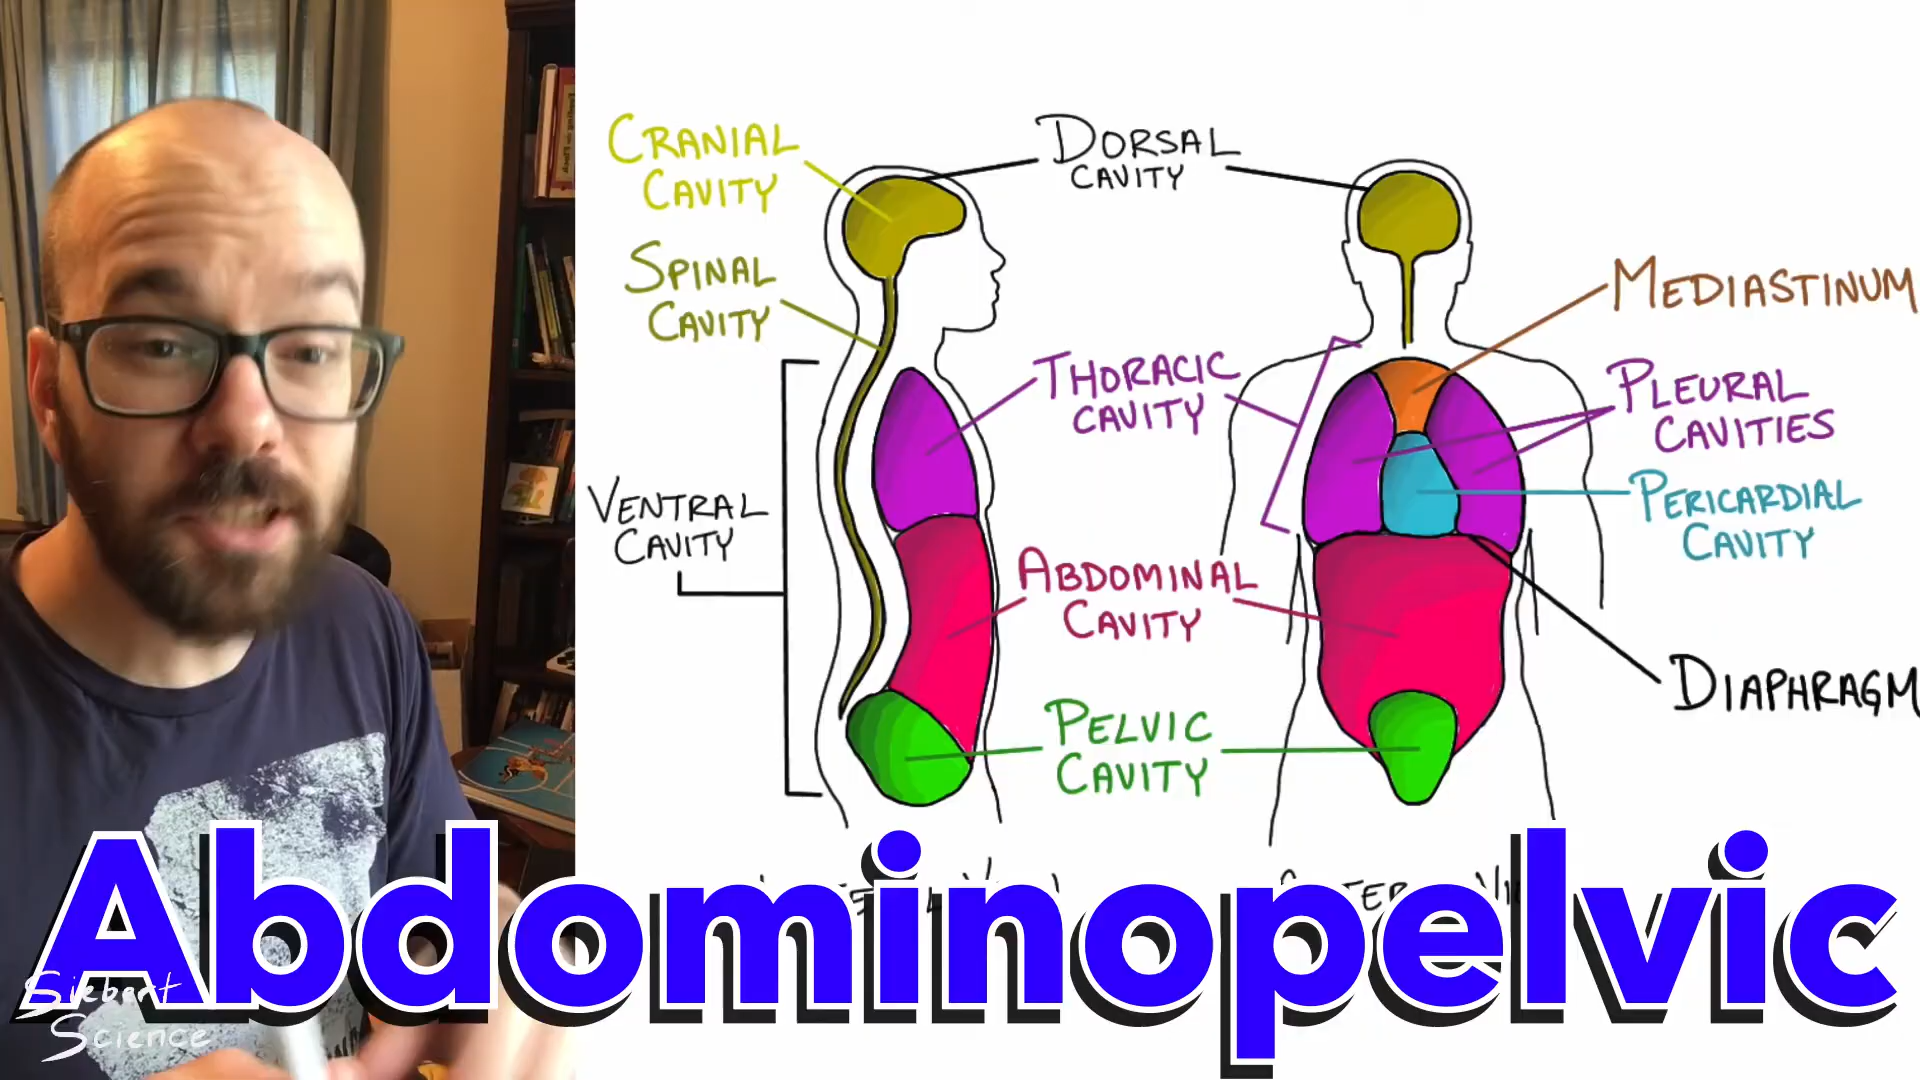 CRANIAL
CAVITY
DORSAL
CAVITY
SPINAL
CAVITY
MEDIASTINUM
THORACIC
CAVITY
PLEURAL
CAVITIES
VENTRAL
CAVITY
PERICARDIAL
CAVITY
ABDOMINAL
CAVITY
DIAPHRAGM
PELVIC
CAVITY
Abdominopelvic
Siebert
Science